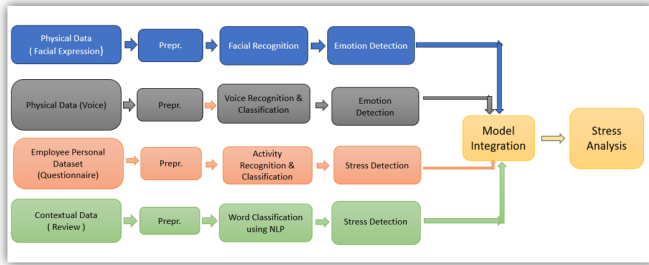 Physical Data
( Facial Expression)
Prepr.
Facial Recognition
Emotion Detection
Physical Data (Voice)
Prepr.
Voice Recognition &
Classification
Emotion
Detection
Employee Personal
Dataset
(Questionnaire)
Prepr.
Activity
Recognition &
Classification
Stress Detection
Contextual Data
( Review )
Prepr.
Word Classification
using NLP
Stress Detection
Model
Integration
Stress
Analysis